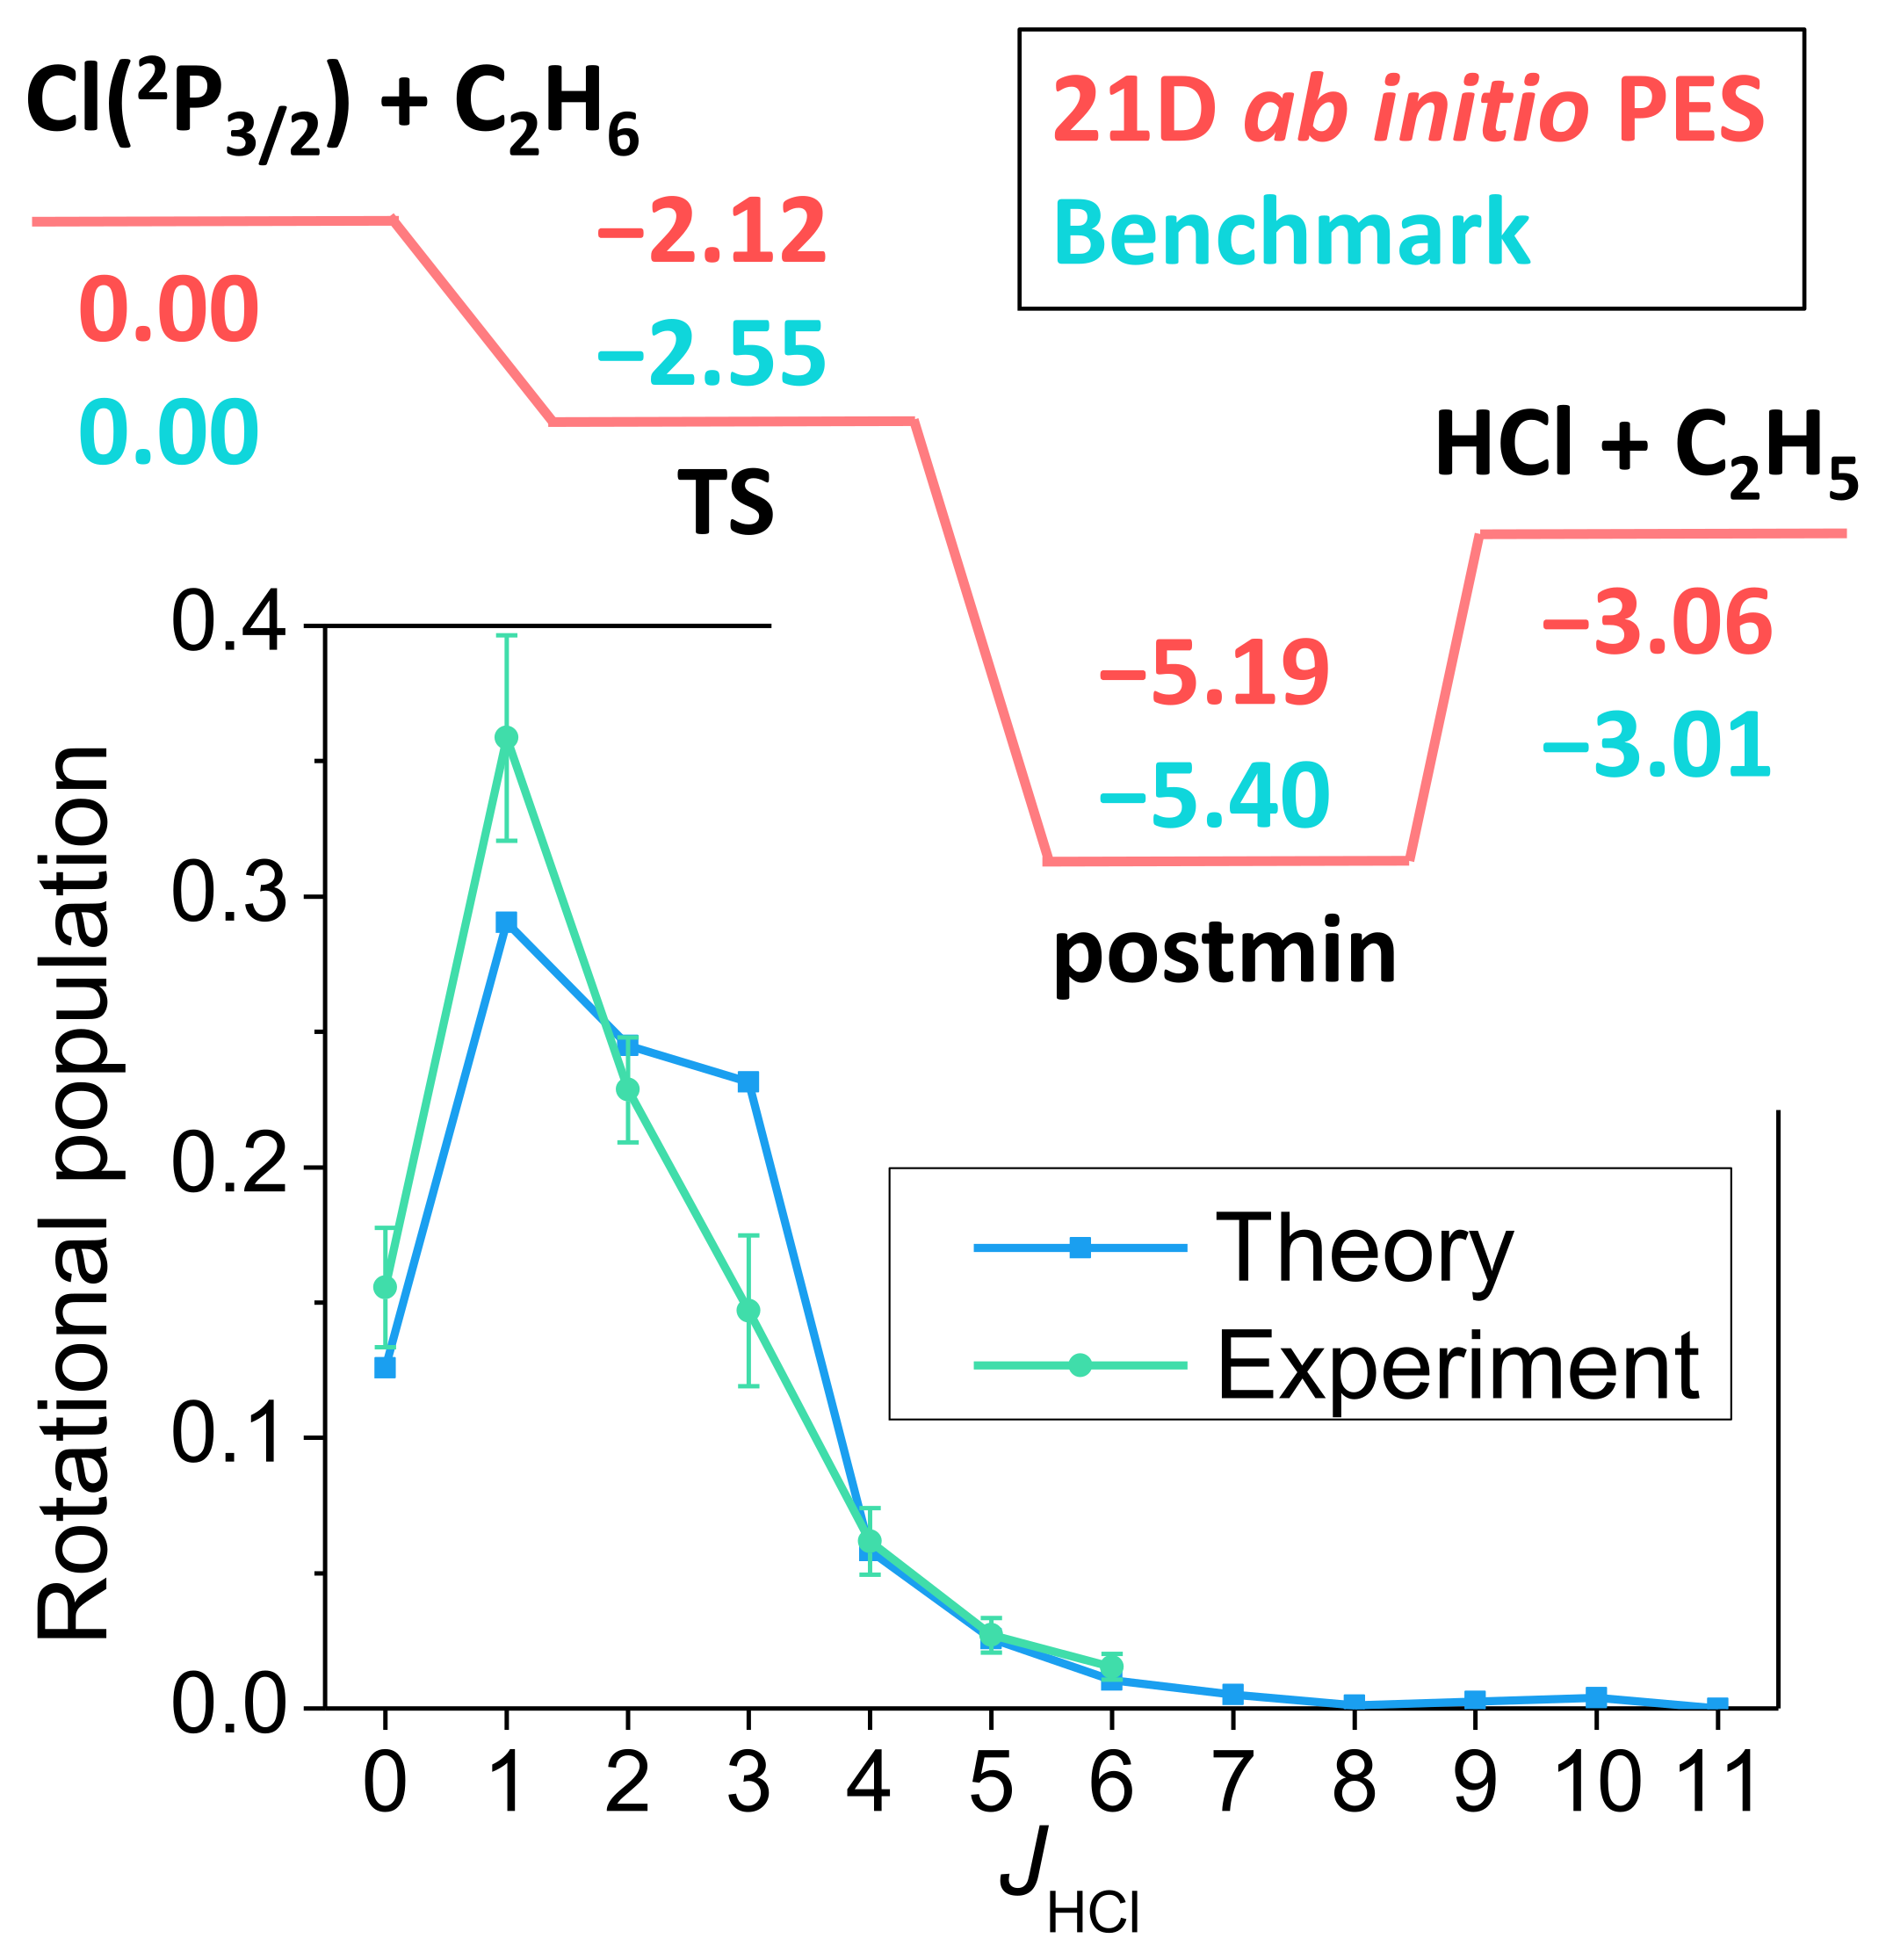 Cl(²P₃/₂) + C₂H₆
21D ab initio PES
Benchmark
0.00
0.00
−2.12
−2.55
TS
−5.19
−5.40
postmin
HCl + C₂H₅
−3.06
−3.01
Rotational population
0.4
0.3
0.2
0.1
0.0
Theory
Experiment
0 1 2 3 4 5 6 7 8 9 10 11
J HCl